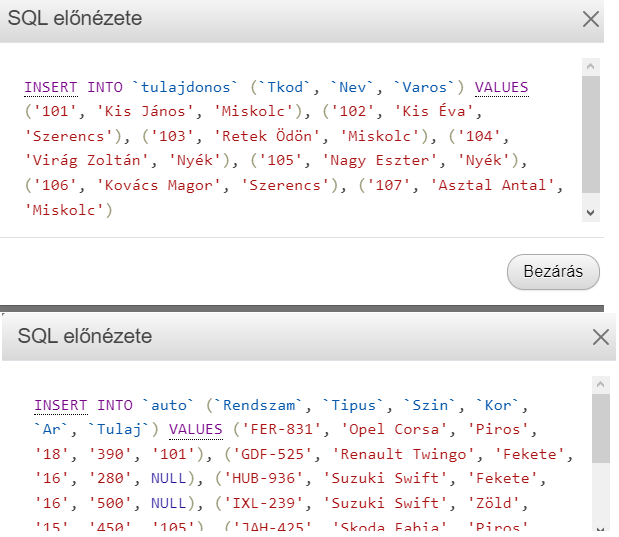 SQL előnézete
INSERT INTO `tulajdonos` (`Tkod`, `Nev`, `Varos`) VALUES
('101', 'Kis János', 'Miskolc'), ('102', 'Kis Éva',
'Szerencs'), ('103', 'Retek Ödön', 'Miskolc'), ('104',
'Virág Zoltán', 'Nyék'), ('105', 'Nagy Eszter', 'Nyék'),
('106', 'Kovács Magor', 'Szerencs'), ('107', 'Asztal Antal',
'Miskolc')
Bezárás
SQL előnézete
INSERT INTO `auto` (`Rendszam`, `Tipus`, `Szin`, `Kor`,
`Ar`, `Tulaj`) VALUES ('FER-831', 'Opel Corsa', 'Piros',
'18', '390', '101'), ('GDF-525', 'Renault Twingo', 'Fekete',
'16', '280', NULL), ('HUB-936', 'Suzuki Swift', 'Fekete',
'16', '500', NULL), ('IXL-239', 'Suzuki Swift', 'Zöld',
'15', '450', '105'), ('JAH-425', 'Skoda Fabia', 'Piros'